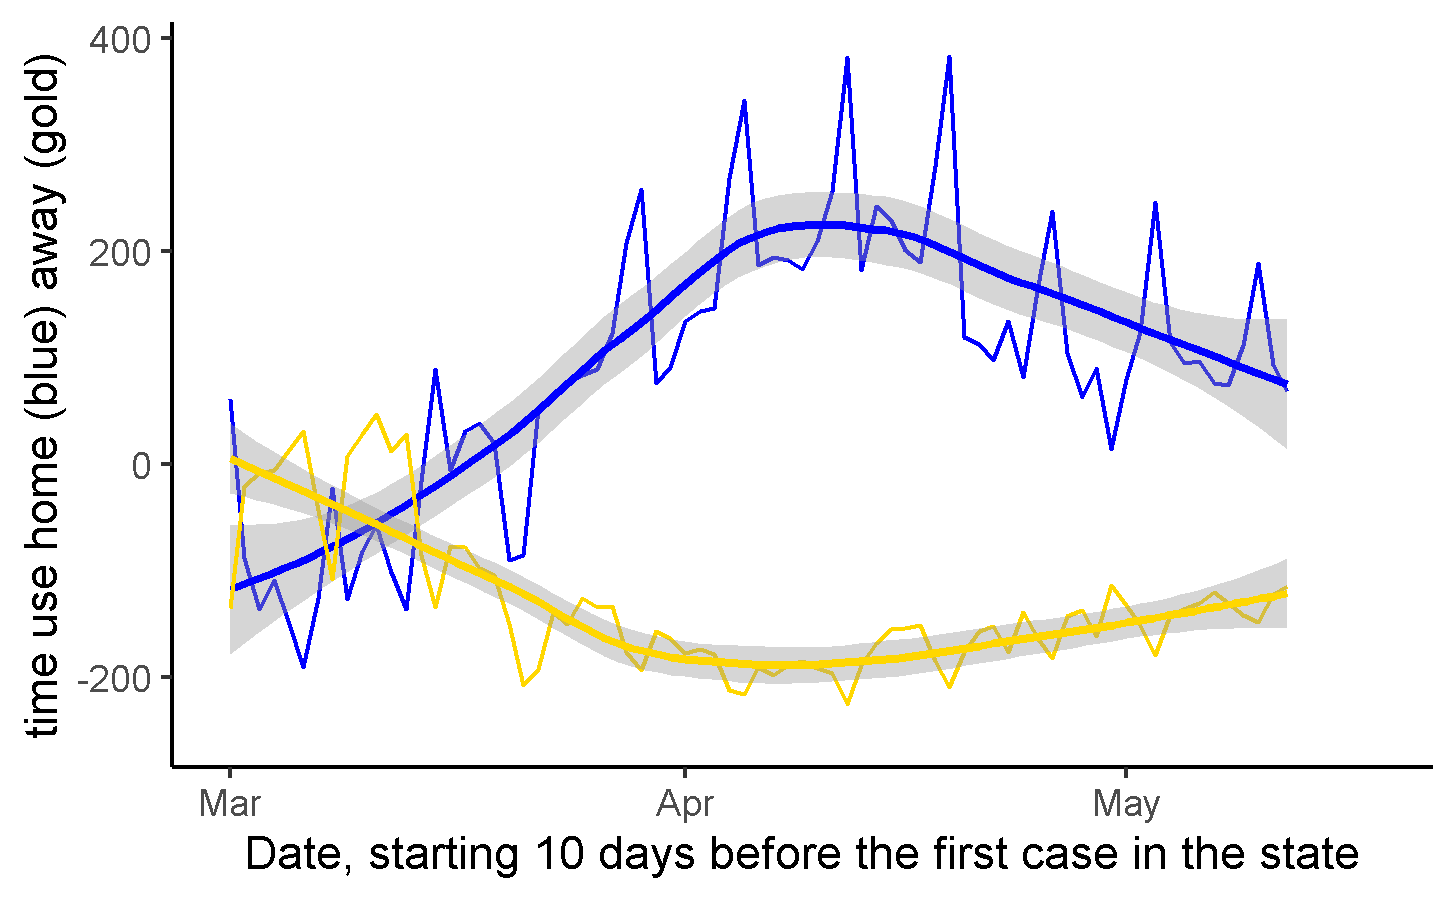 time use home (blue) away (gold)
400
200
0
-200
Mar
Apr
May
Date, starting 10 days before the first case in the state